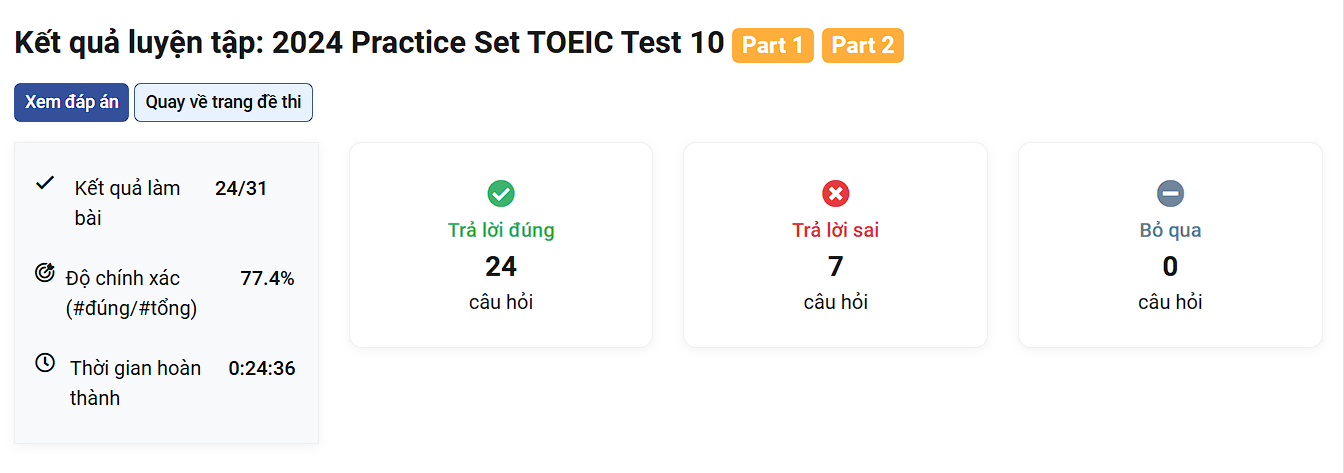 Kết quả luyện tập: 2024 Practice Set TOEIC Test 10 Part 1 Part 2
Xem đáp án Quay về trang đề thi
Kết quả làm bài 24/31
Độ chính xác (#đúng/#tổng) 77.4%
Thời gian hoàn thành 0:24:36
Trả lời đúng
24
câu hỏi
Trả lời sai
7
câu hỏi
Bỏ qua
0
câu hỏi